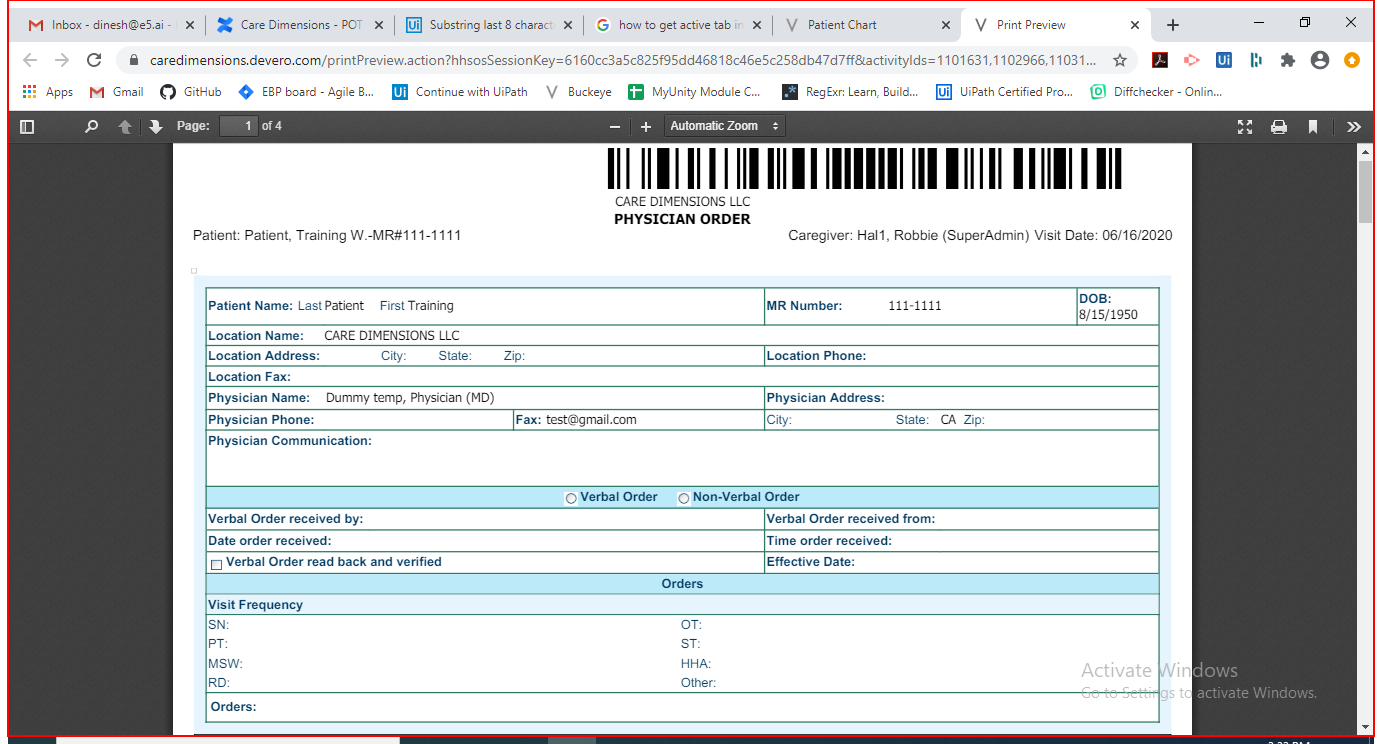 Inbox - dinesh@e5.ai -
Care Dimensions - POT
Substring last 8 charact
how to get active tab in
Patient Chart
Print Preview
caredimensions.devero.com/printPreview.action?hhsosSessionKey=6160cc3a5c825f95dd46818c46e5c258db47d7ff&activityIds=1101631,1102966,11031...
Apps Gmail GitHub EBP board - Agile B... Continue with UiPath Buckeye MyUnity Module C... RegExr: Learn, Build... UiPath Certified Pro... Diffchecker - Onlin...
Page: 1 of 4 Automatic Zoom
CARE DIMENSIONS LLC
PHYSICIAN ORDER
Patient: Patient, Training W.-MR#111-1111 Caregiver: Hal1, Robbie (SuperAdmin) Visit Date: 06/16/2020
Patient Name: Last Patient First Training MR Number: 111-1111 DOB:
8/15/1950
Location Name: CARE DIMENSIONS LLC
Location Address: City: State: Zip: Location Phone:
Location Fax:
Physician Name: Dummy temp, Physician (MD) Physician Address:
Physician Phone: Fax: test@gmail.com City: State: CA Zip:
Physician Communication:
Verbal Order Non-Verbal Order
Verbal Order received by: Verbal Order received from:
Date order received: Time order received:
Verbal Order read back and verified Effective Date:
Orders
Visit Frequency
SN: OT:
PT: ST:
MSW: HHA:
RD: Other:
Orders:
Activate Windows
Go to Settings to activate Windows.